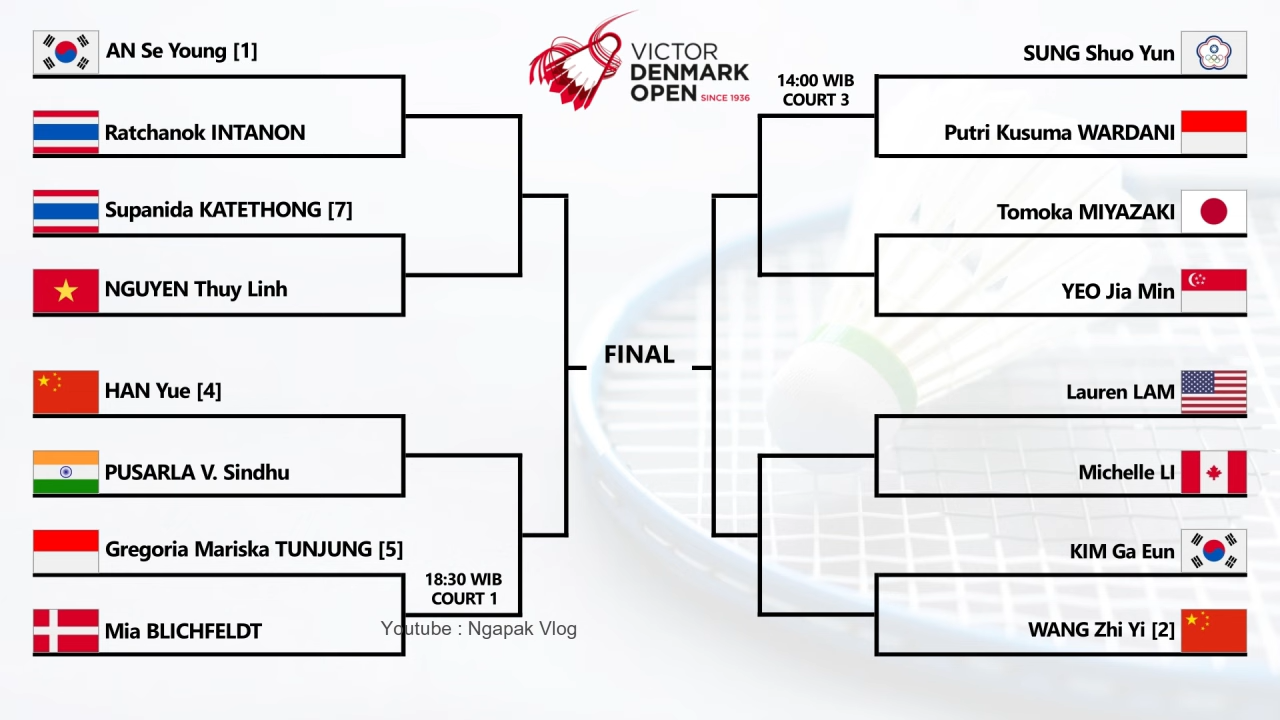 AN Se Young [1]
Ratchanok INTANON
Supanida KATETHONG [7]
NGUYEN Thuy Linh
HAN Yue [4]
PUSARLA V. Sindhu
Gregoria Mariska TUNJUNG [5]
Mia BLICHFELDT
18:30 WIB
COURT 1
Youtube : Ngapak Vlog
VICTOR
DENMARK
OPEN SINCE 1936
FINAL
14:00 WIB
COURT 3
SUNG Shuo Yun
Putri Kusuma WARDANI
Tomoka MIYAZAKI
YEO Jia Min
Lauren LAM
Michelle LI
KIM Ga Eun
WANG Zhi Yi [2]